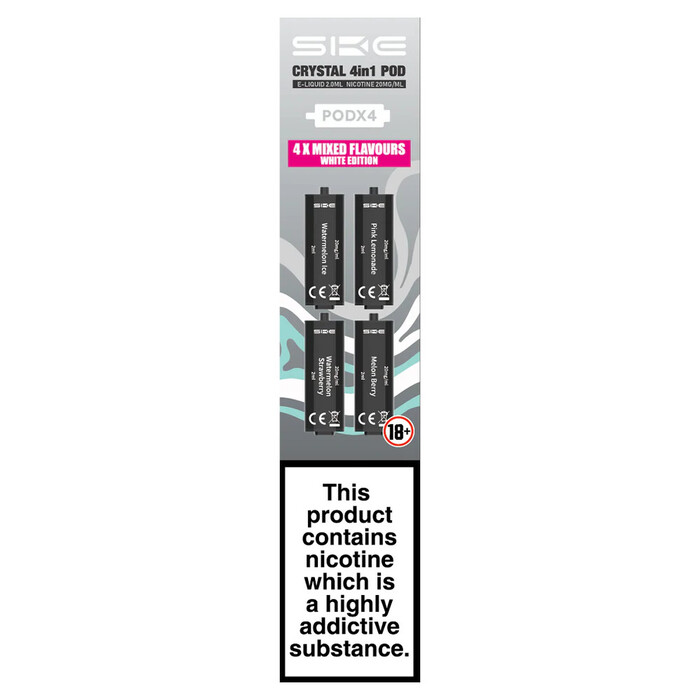 SKE
CRYSTAL 4in1 POD
E-LIQUID 2.0ML NICOTINE 20MG/ML
PODX4
4 X MIXED FLAVOURS
WHITE EDITION
SKE
Watermelon Ice
20mg/ml
2ml
CE
SKE
Pink Lemonade
20mg/ml
2ml
CE
SKE
Watermelon
Strawberry
20mg/ml
2ml
CE
SKE
Melon Berry
20mg/ml
2ml
CE
18+
This
product
contains
nicotine
which is
a highly
addictive
substance.